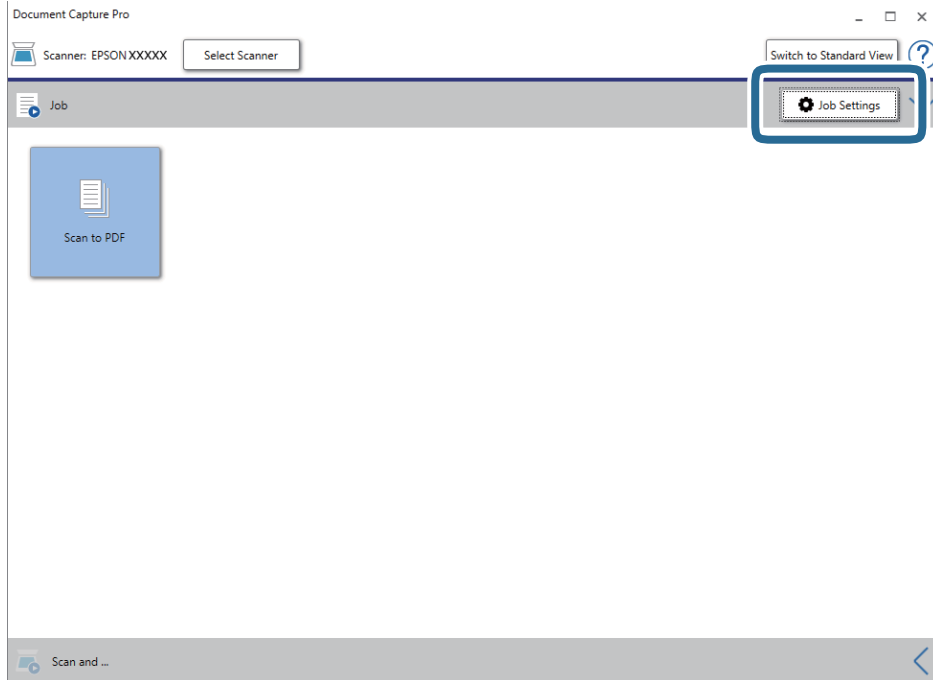 Document Capture Pro
Scanner: EPSON XXXXX
Select Scanner
Switch to Standard View
?
Job
Job Settings
Scan to PDF
Scan and ...